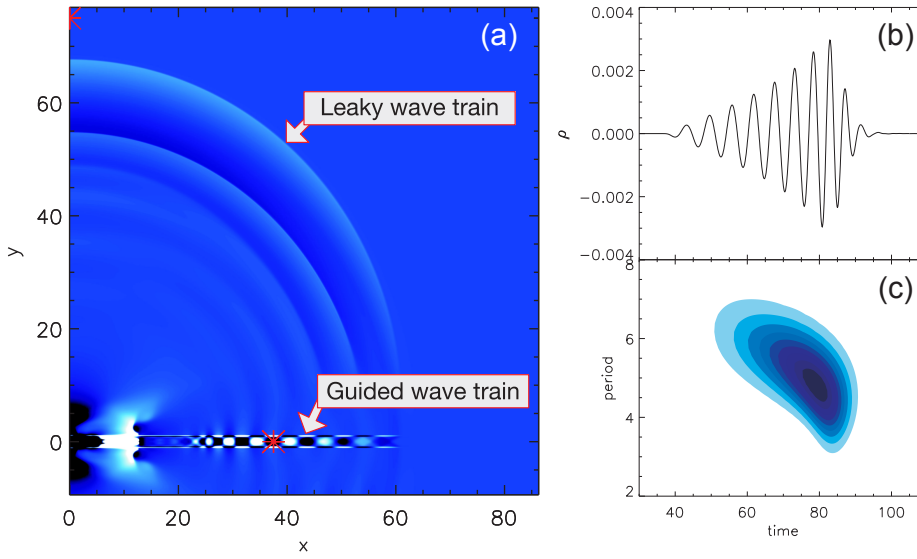 (a)
Leaky wave train
Guided wave train
60
40
20
0
y
0
20
40
60
80
x
(b)
0.004
0.002
0.000
−0.002
−0.004
ρ
(c)
8
6
4
2
period
40
60
80
100
time